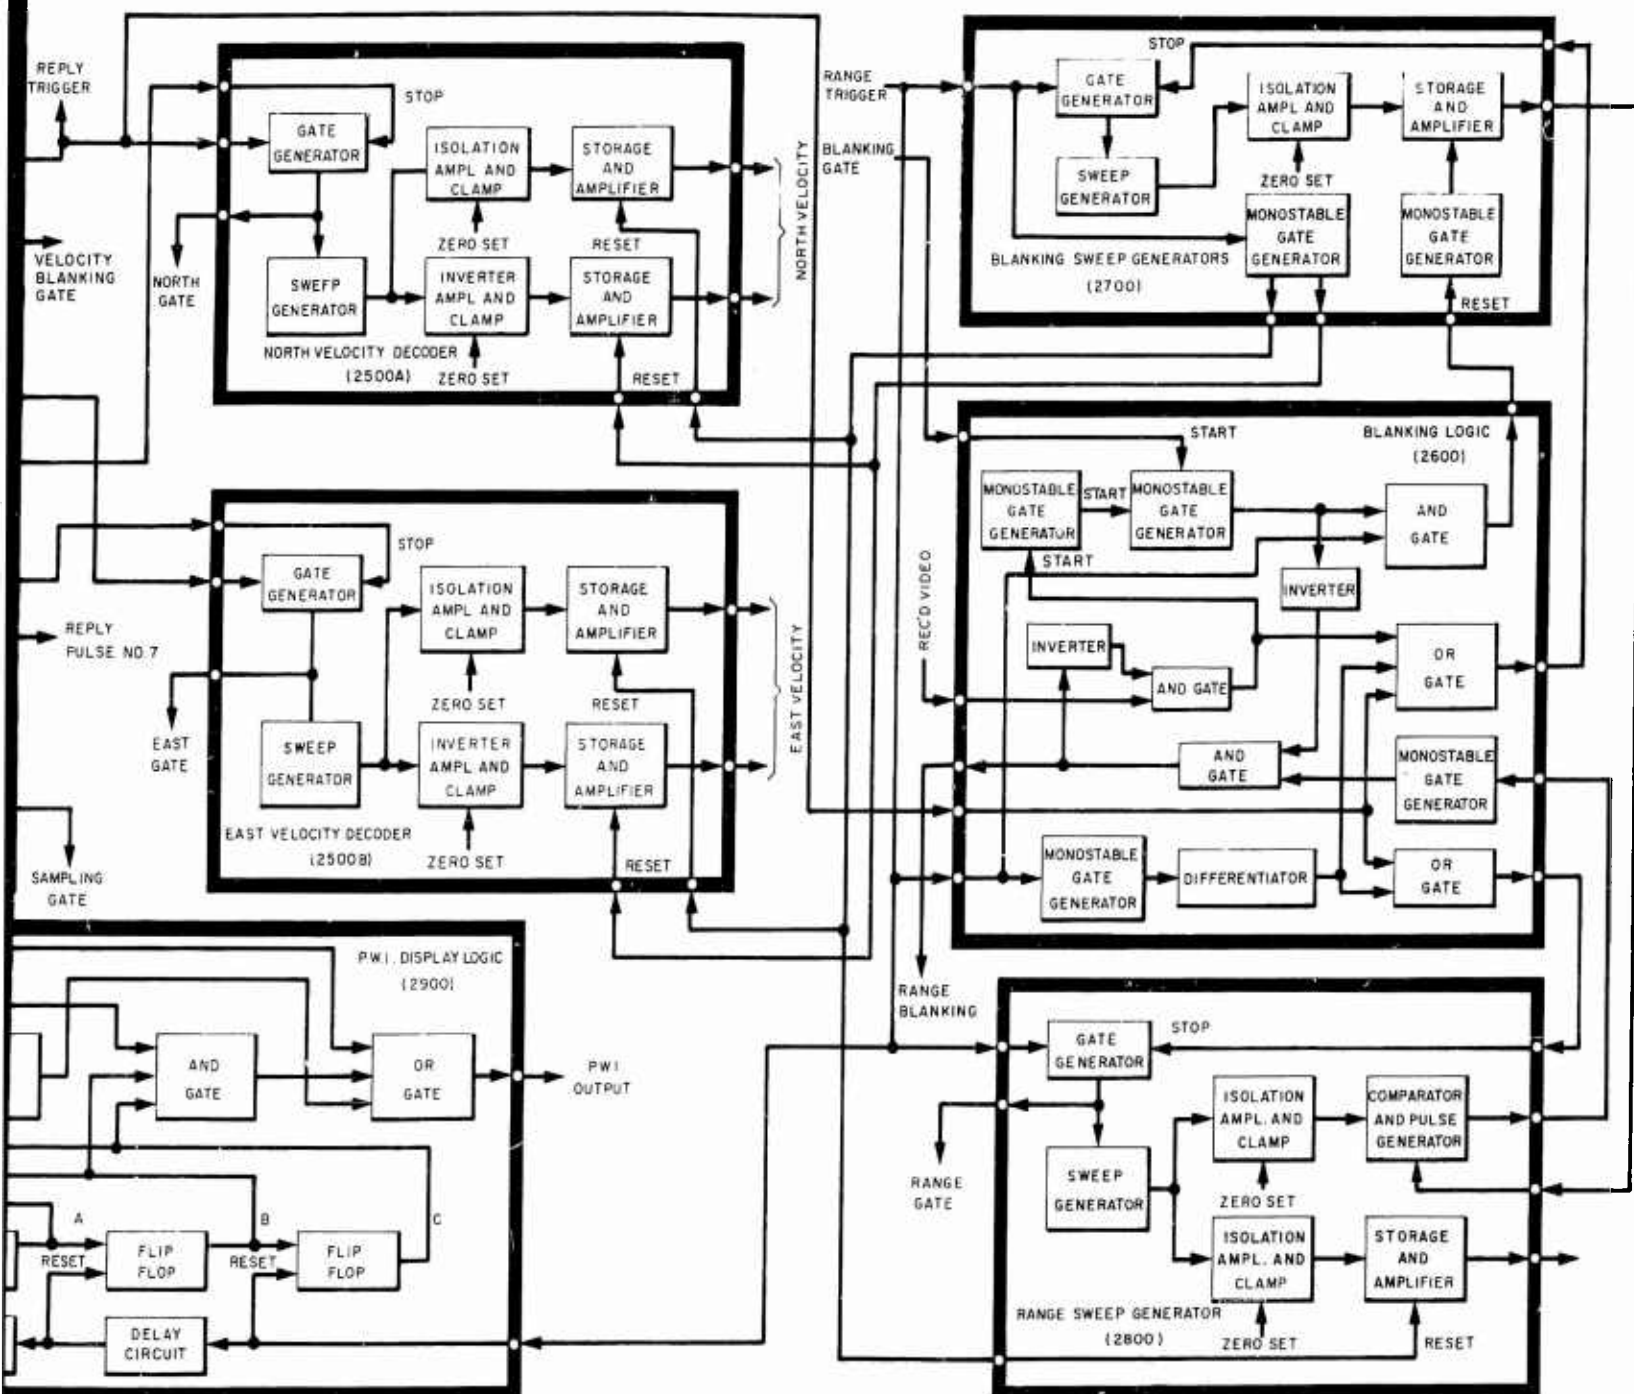 REPLY
TRIGGER
VELOCITY
BLANKING
GATE
NORTH
GATE
STOP
GATE
GENERATOR
SWEFP
GENERATOR
ISOLATION
AMPL AND
CLAMP
ZERO SET
INVERTER
AMPL AND
CLAMP
ZERO SET
STORAGE
AND
AMPLIFIER
RESET
STORAGE
AND
AMPLIFIER
RESET
NORTH VELOCITY DECODER
(2500A)
NORTH VELOCITY
REPLY
PULSE NO.7
EAST
GATE
SAMPLING
GATE
STOP
GATE
GENERATOR
SWEEP
GENERATOR
ISOLATION
AMPL AND
CLAMP
ZERO SET
INVERTER
AMPL AND
CLAMP
ZERO SET
STORAGE
AND
AMPLIFIER
RESET
STORAGE
AND
AMPLIFIER
RESET
EAST VELOCITY DECODER
(2500B)
EAST VELOCITY
P.W.I. DISPLAY LOGIC
(2900)
AND
GATE
OR
GATE
PWI
OUTPUT
A
B
C
RESET
FLIP
FLOP
RESET
FLIP
FLOP
DELAY
CIRCUIT
RANGE
TRIGGER
BLANKING
GATE
STOP
GATE
GENERATOR
SWEEP
GENERATOR
ISOLATION
AMPL AND
CLAMP
ZERO SET
STORAGE
AND
AMPLIFIER
MONOSTABLE
GATE
GENERATOR
MONOSTABLE
GATE
GENERATOR
BLANKING SWEEP GENERATORS
(2700)
RESET
BLANKING LOGIC
(2600)
START
MONOSTABLE
GATE
GENERATOR
START
MONOSTABLE
GATE
GENERATOR
AND
GATE
START
INVERTER
REC'D VIDEO
INVERTER
AND GATE
OR
GATE
AND
GATE
MONOSTABLE
GATE
GENERATOR
MONOSTABLE
GATE
GENERATOR
DIFFERENTIATOR
OR
GATE
RANGE
BLANKING
STOP
GATE
GENERATOR
RANGE
GATE
SWEEP
GENERATOR
ISOLATION
AMPL. AND
CLAMP
ZERO SET
COMPARATOR
AND PULSE
GENERATOR
ISOLATION
AMPL. AND
CLAMP
ZERO SET
STORAGE
AND
AMPLIFIER
RESET
RANGE SWEEP GENERATOR
(2800)